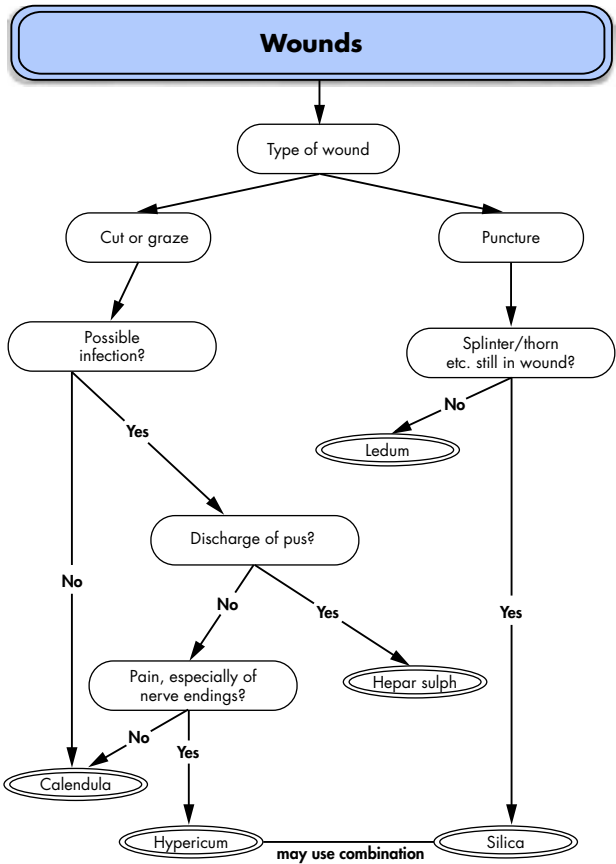 Wounds
Type of wound
Cut or graze
Puncture
Possible
infection?
Splinter/thorn
etc. still in wound?
No
Yes
Ledum
Discharge of pus?
No
No
Yes
Yes
Pain, especially of
nerve endings?
Hepar sulph
No
Yes
Calendula
Hypericum
may use combination
Silica